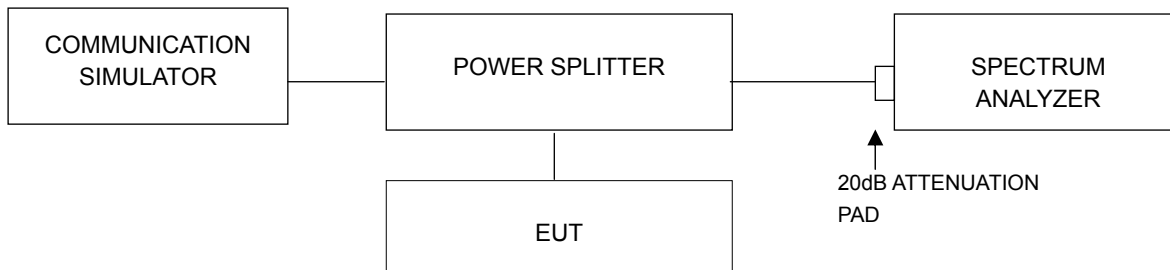 COMMUNICATION
SIMULATOR
POWER SPLITTER
SPECTRUM
ANALYZER
20dB ATTENUATION
PAD
EUT